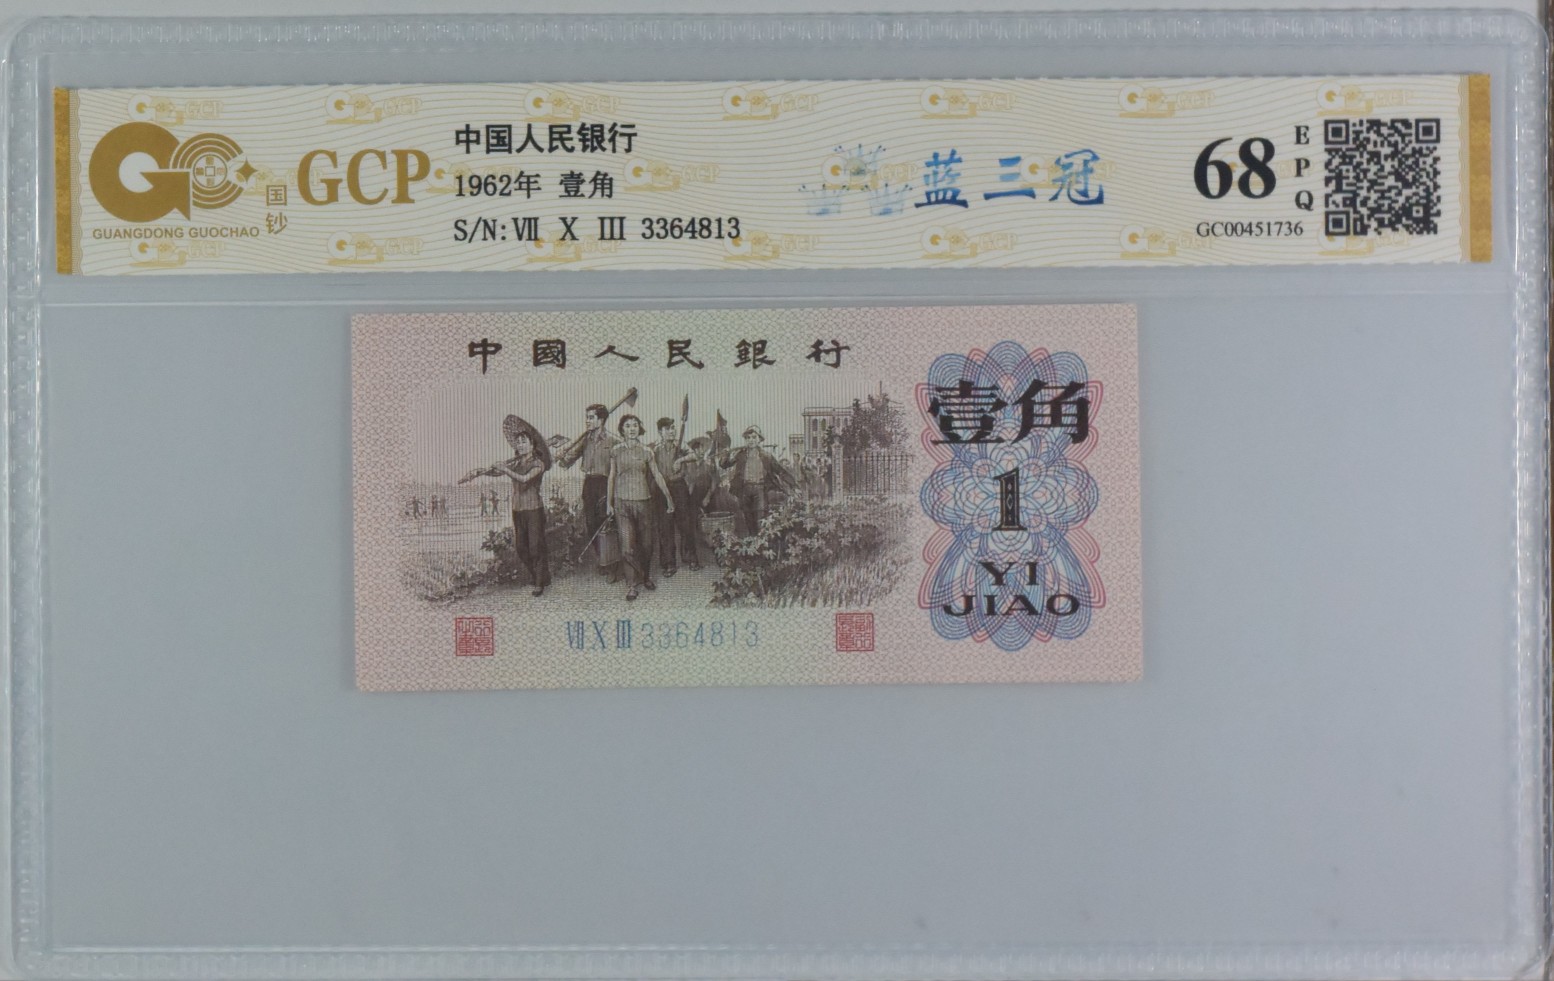 GCP
国钞
GUANGDONG GUOCHAO
中国人民银行
1962年 壹角
S/N: Ⅶ Ⅹ Ⅲ 3364813
蓝三冠
68
EPQ
GC00451736
中國人民銀行
壹角
1
YI
JIAO
Ⅶ Ⅹ Ⅲ 3364813